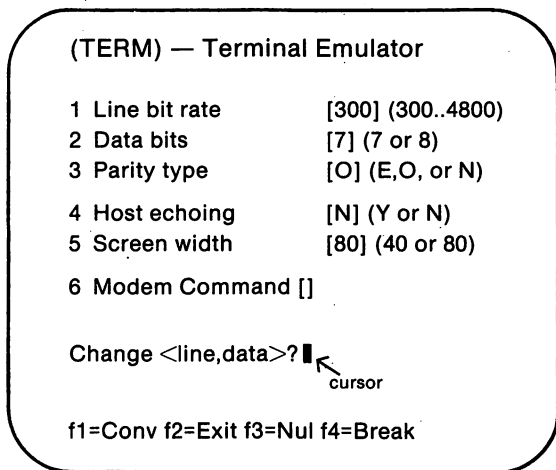 (TERM) — Terminal Emulator
1 Line bit rate [300] (300..4800)
2 Data bits [7] (7 or 8)
3 Parity type [O] (E,O, or N)
4 Host echoing [N] (Y or N)
5 Screen width [80] (40 or 80)
6 Modem Command []
Change <line,data>?
cursor
f1=Conv f2=Exit f3=Nul f4=Break